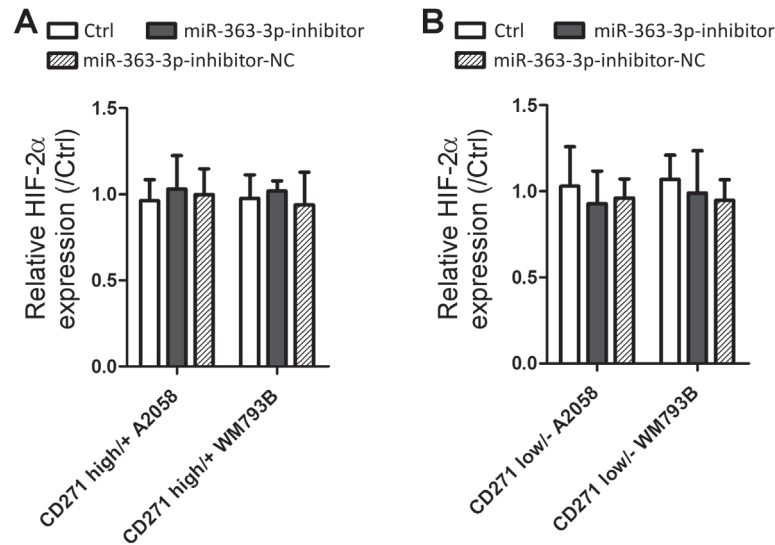 A
Ctrl
miR-363-3p-inhibitor
miR-363-3p-inhibitor-NC
Relative HIF-2α
expression (/Ctrl)
1.5
1.0
0.5
0.0
CD271 high/+ A2058
CD271 high/+ WM793B
B
Ctrl
miR-363-3p-inhibitor
miR-363-3p-inhibitor-NC
Relative HIF-2α
expression (/Ctrl)
1.5
1.0
0.5
0.0
CD271 low/- A2058
CD271 low/- WM793B